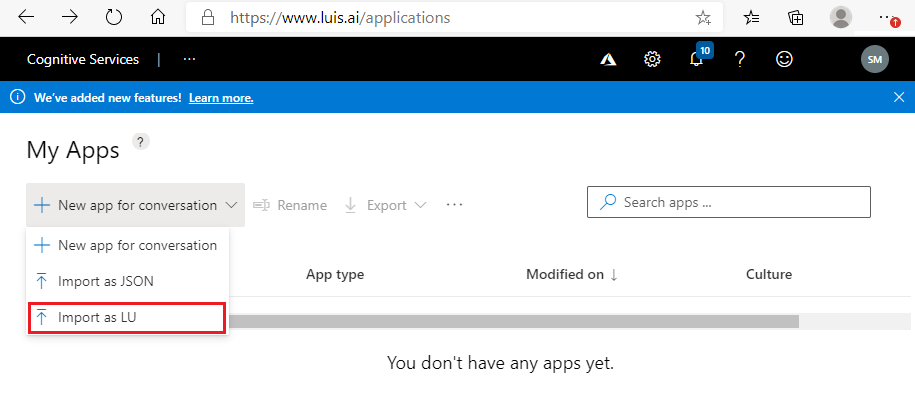 https://www.luis.ai/applications
Cognitive Services | ··· 10 ? SM
We've added new features! Learn more.
My Apps ?
New app for conversation Rename Export ··· Search apps ...
New app for conversation
Import as JSON App type Modified on ↓ Culture
Import as LU
You don't have any apps yet.